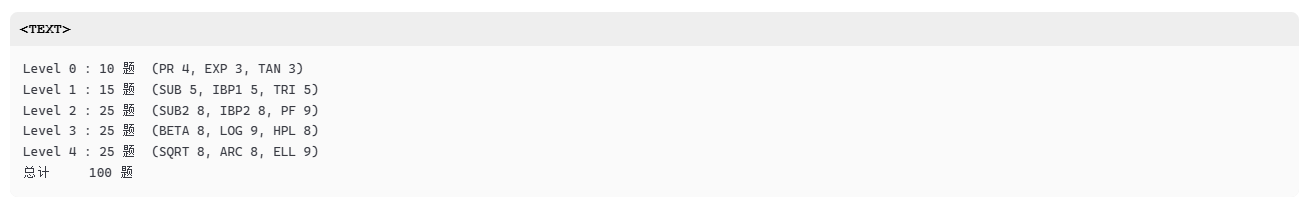 <TEXT>
Level 0 : 10 题  (PR 4, EXP 3, TAN 3)
Level 1 : 15 题  (SUB 5, IBP1 5, TRI 5)
Level 2 : 25 题  (SUB2 8, IBP2 8, PF 9)
Level 3 : 25 题  (BETA 8, LOG 9, HPL 8)
Level 4 : 25 题  (SQRT 8, ARC 8, ELL 9)
总计     100 题